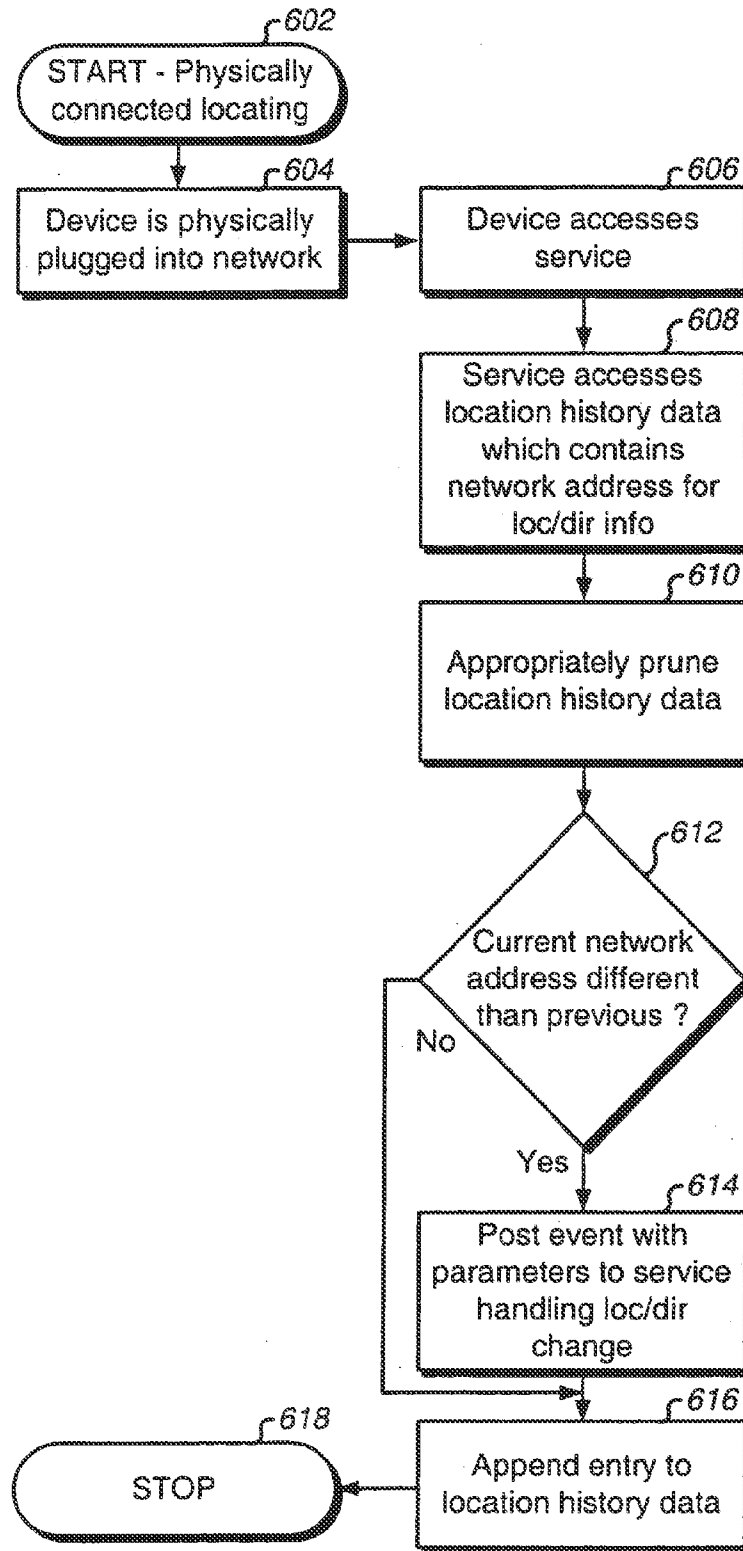 602
START - Physically
connected locating
604
Device is physically
plugged into network
606
Device accesses
service
608
Service accesses
location history data
which contains
network address for
loc/dir info
610
Appropriately prune
location history data
612
Current network
address different
than previous ?
No
Yes
614
Post event with
parameters to service
handling loc/dir
change
616
Append entry to
location history data
618
STOP